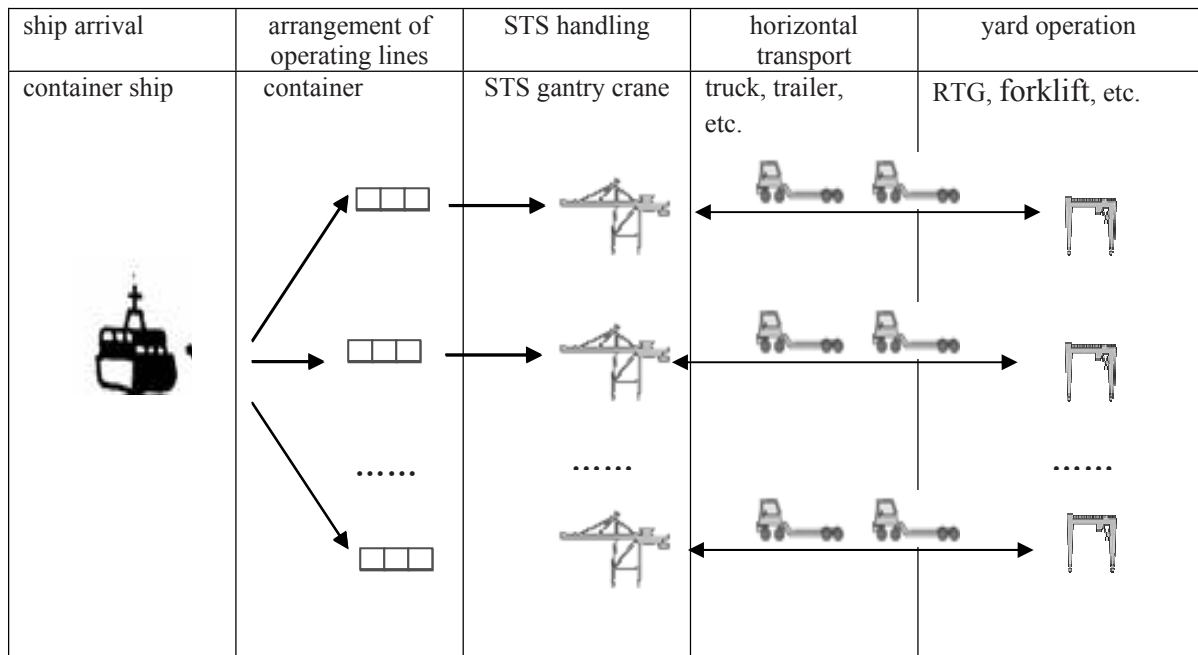 ship arrival
arrangement of
operating lines
STS handling
horizontal
transport
yard operation
container ship
container
STS gantry crane
truck, trailer,
etc.
RTG, forklift, etc.
......
......
......